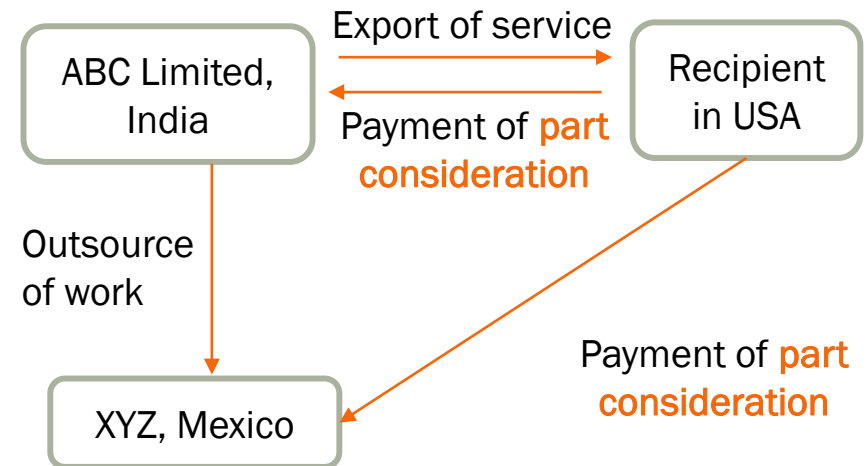 Export of service
ABC Limited,
India
Recipient
in USA
Payment of part
consideration
Outsource
of work
Payment of part
consideration
XYZ, Mexico